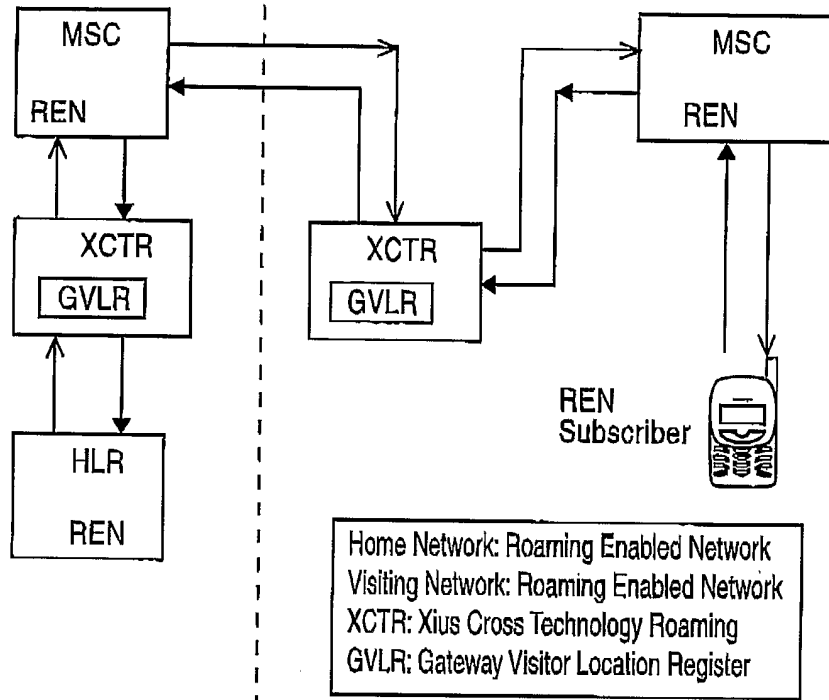 MSC
REN
XCTR
GVLR
HLR
REN
MSC
REN
XCTR
GVLR
REN
Subscriber
Home Network: Roaming Enabled Network
Visiting Network: Roaming Enabled Network
XCTR: Xius Cross Technology Roaming
GVLR: Gateway Visitor Location Register